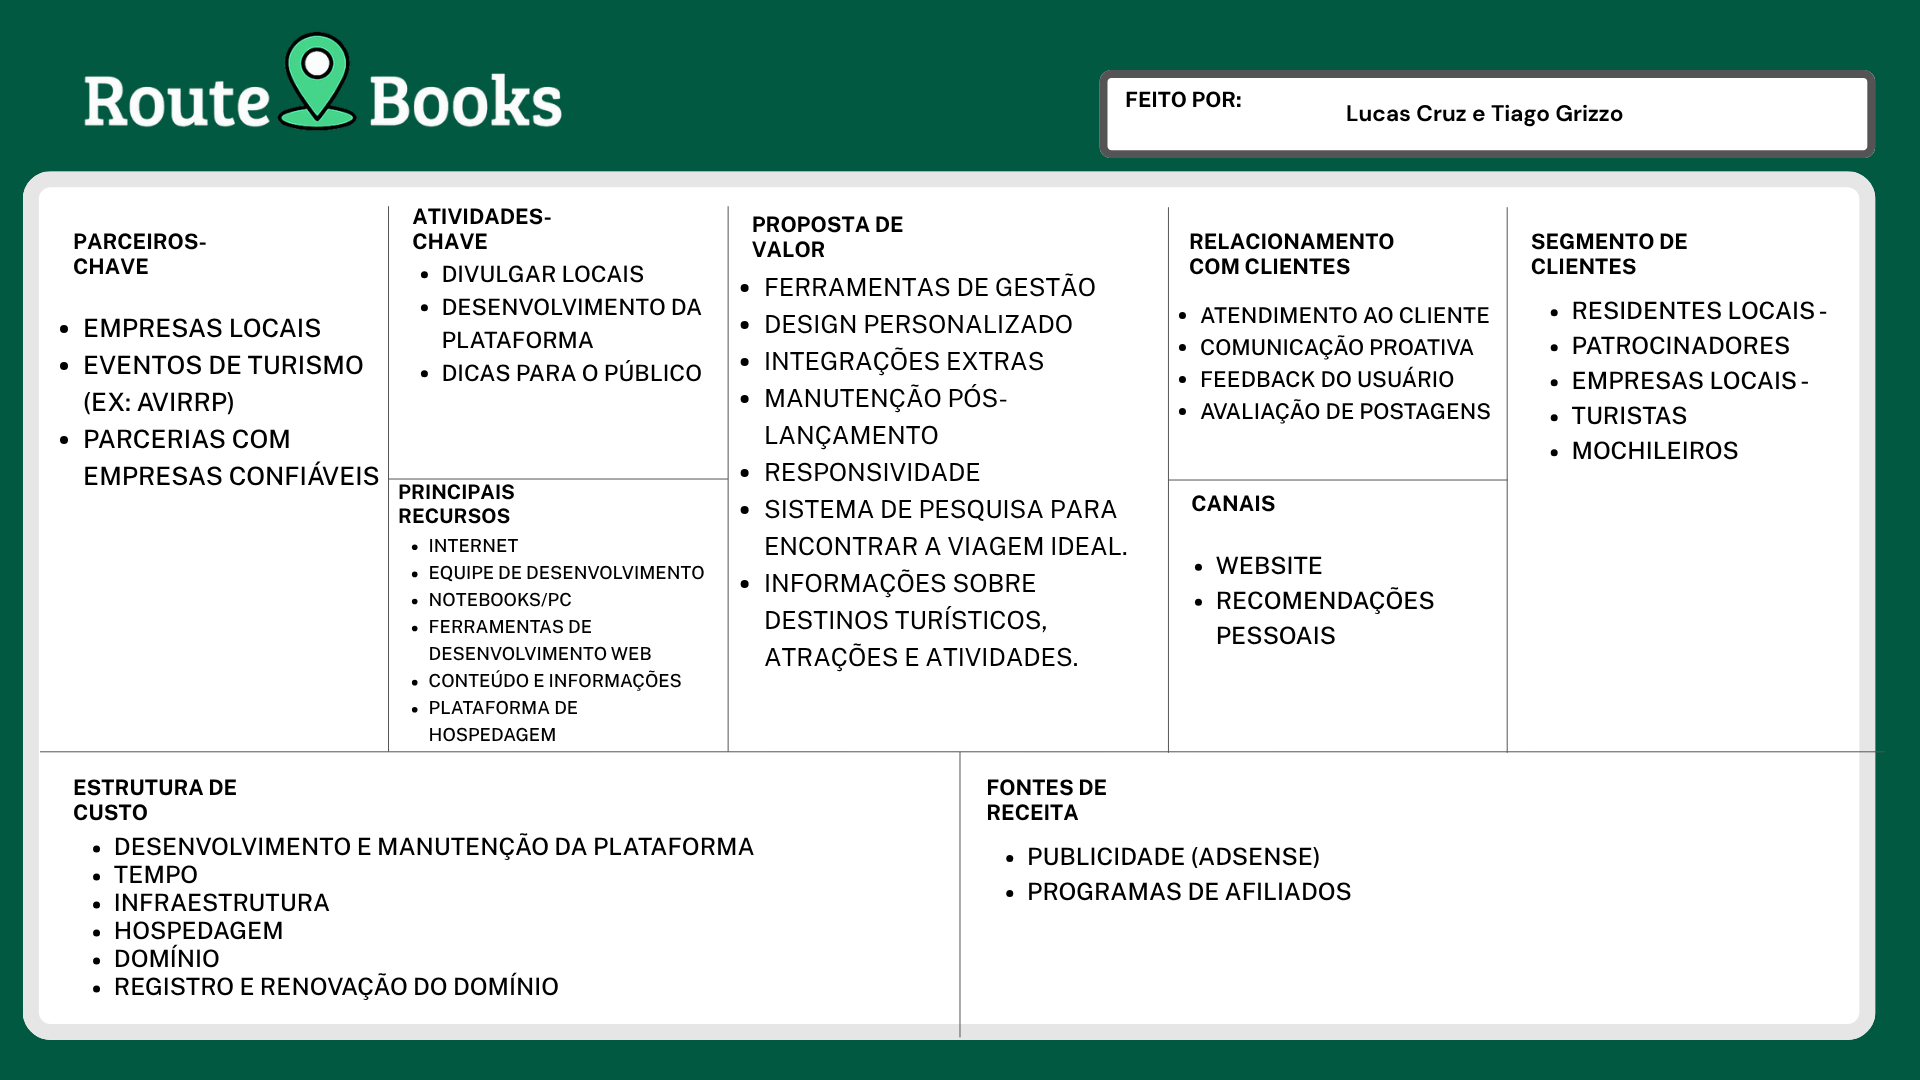 Route Books
FEITO POR:
Lucas Cruz e Tiago Grizzo
PARCEIROS-
CHAVE
• EMPRESAS LOCAIS
• EVENTOS DE TURISMO
(EX: AVIRRP)
• PARCERIAS COM
EMPRESAS CONFIÁVEIS
ATIVIDADES-
CHAVE
• DIVULGAR LOCAIS
• DESENVOLVIMENTO DA
PLATAFORMA
• DICAS PARA O PÚBLICO
PRINCIPAIS
RECURSOS
• INTERNET
• EQUIPE DE DESENVOLVIMENTO
• NOTEBOOKS/PC
• FERRAMENTAS DE
DESENVOLVIMENTO WEB
• CONTEÚDO E INFORMAÇÕES
• PLATAFORMA DE
HOSPEDAGEM
PROPOSTA DE
VALOR
• FERRAMENTAS DE GESTÃO
• DESIGN PERSONALIZADO
• INTEGRAÇÕES EXTRAS
• MANUTENÇÃO PÓS-
LANÇAMENTO
• RESPONSIVIDADE
• SISTEMA DE PESQUISA PARA
ENCONTRAR A VIAGEM IDEAL.
• INFORMAÇÕES SOBRE
DESTINOS TURÍSTICOS,
ATRAÇÕES E ATIVIDADES.
RELACIONAMENTO
COM CLIENTES
• ATENDIMENTO AO CLIENTE
• COMUNICAÇÃO PROATIVA
• FEEDBACK DO USUÁRIO
• AVALIAÇÃO DE POSTAGENS
CANAIS
• WEBSITE
• RECOMENDAÇÕES
PESSOAIS
SEGMENTO DE
CLIENTES
• RESIDENTES LOCAIS -
• PATROCINADORES
• EMPRESAS LOCAIS -
• TURISTAS
• MOCHILEIROS
ESTRUTURA DE
CUSTO
• DESENVOLVIMENTO E MANUTENÇÃO DA PLATAFORMA
• TEMPO
• INFRAESTRUTURA
• HOSPEDAGEM
• DOMÍNIO
• REGISTRO E RENOVAÇÃO DO DOMÍNIO
FONTES DE
RECEITA
• PUBLICIDADE (ADSENSE)
• PROGRAMAS DE AFILIADOS